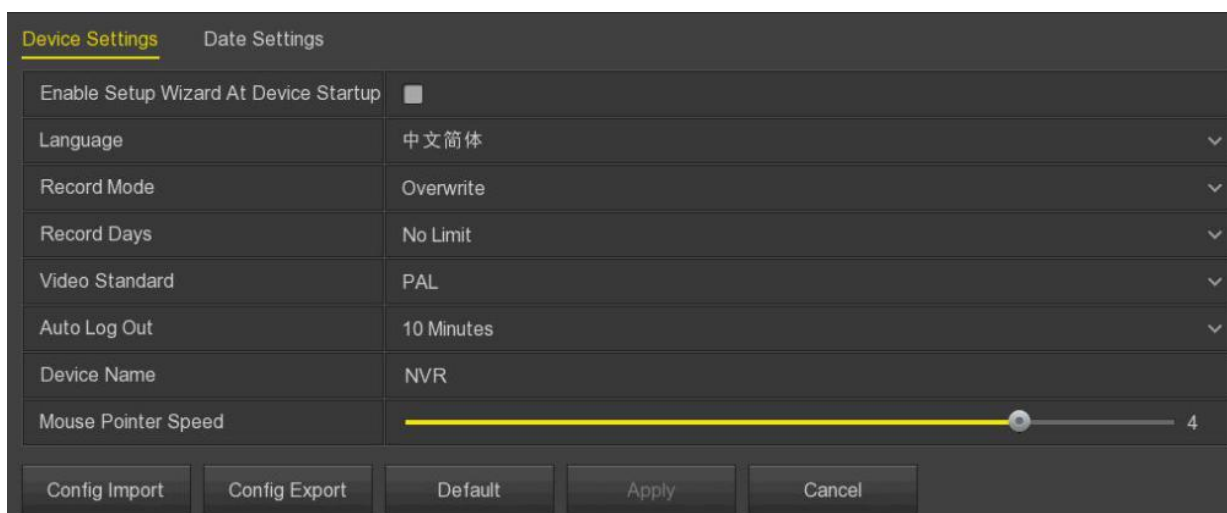 Device Settings Date Settings
Enable Setup Wizard At Device Startup
Language 中文简体
Record Mode Overwrite
Record Days No Limit
Video Standard PAL
Auto Log Out 10 Minutes
Device Name NVR
Mouse Pointer Speed 4
Config Import Config Export Default Apply Cancel